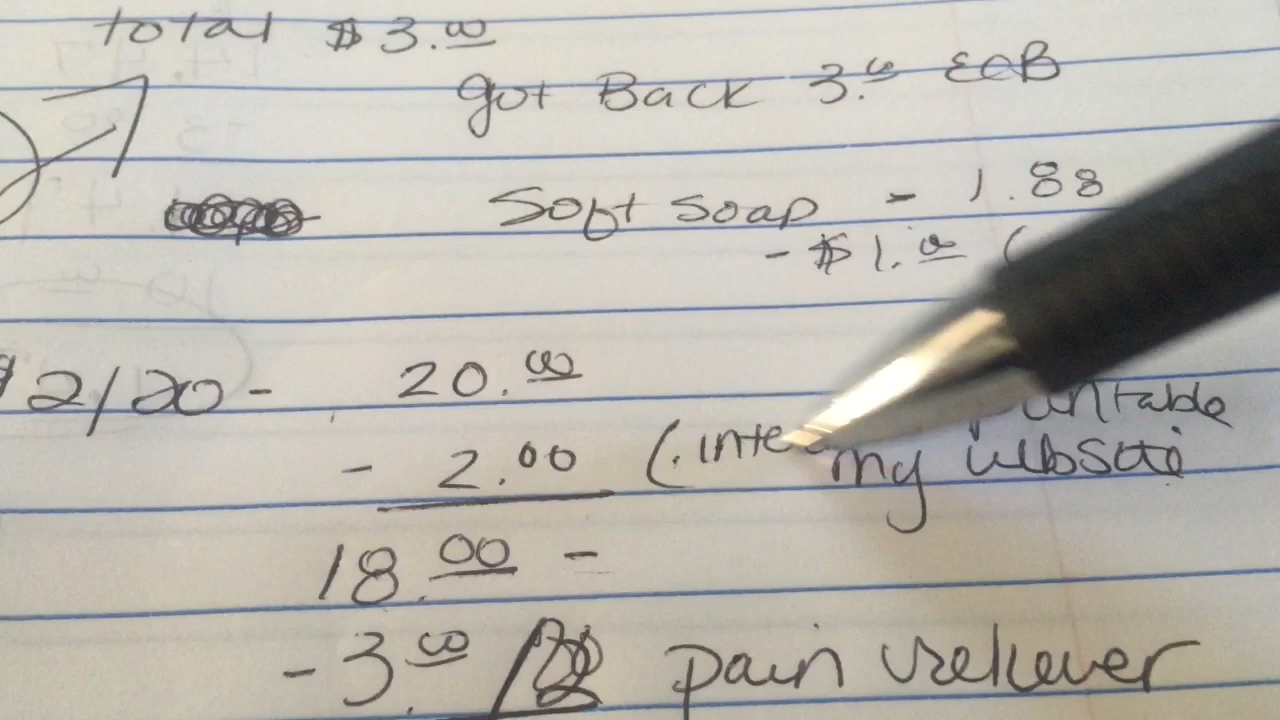 total $3.00
got Back 3.00 ECB
Soft soap - 1.88
- $1.00 (
$2/20 - 20.00
- 2.00 (. inte printable
my website
18.00 -
- 3.00 pain reliever